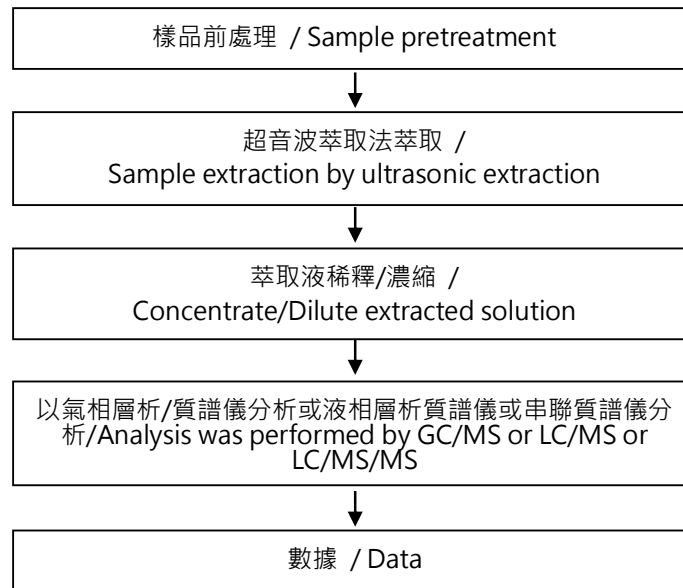 樣品前處理 / Sample pretreatment
超音波萃取法萃取 /
Sample extraction by ultrasonic extraction
萃取液稀釋/濃縮 /
Concentrate/Dilute extracted solution
以氣相層析/質譜儀分析或液相層析質譜儀或串聯質譜儀分
析/Analysis was performed by GC/MS or LC/MS or
LC/MS/MS
數據 / Data